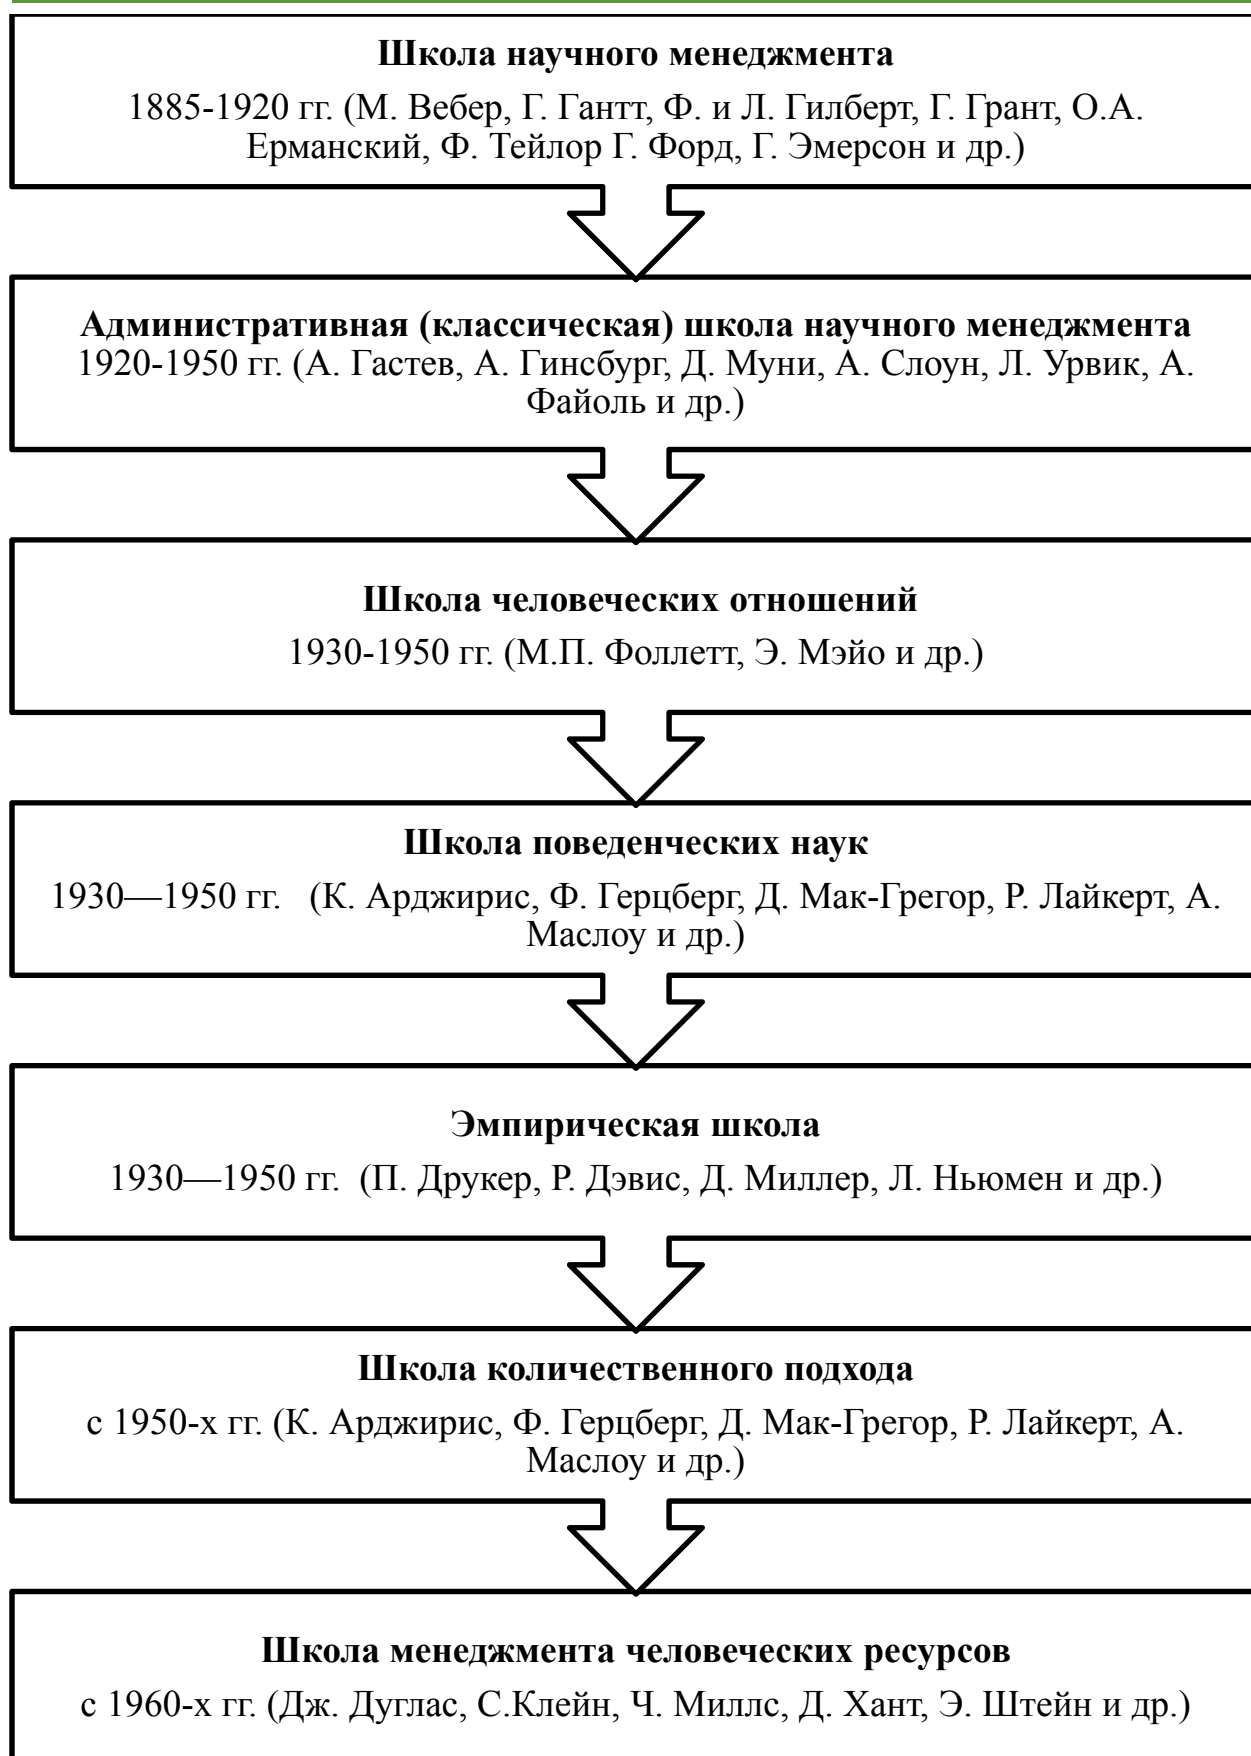 Школа научного менеджмента
1885-1920 гг. (М. Вебер, Г. Гантт, Ф. и Л. Гилберт, Г. Грант, О.А.
Ерманский, Ф. Тейлор Г. Форд, Г. Эмерсон и др.)
Административная (классическая) школа научного менеджмента
1920-1950 гг. (А. Гастев, А. Гинсбург, Д. Муни, А. Слоун, Л. Урвик, А.
Файоль и др.)
Школа человеческих отношений
1930-1950 гг. (М.П. Фоллетт, Э. Мэйо и др.)
Школа поведенческих наук
1930—1950 гг. (К. Арджирис, Ф. Герцберг, Д. Мак-Грегор, Р. Лайкерт, А.
Маслоу и др.)
Эмпирическая школа
1930—1950 гг. (П. Друкер, Р. Дэвис, Д. Миллер, Л. Ньюмен и др.)
Школа количественного подхода
с 1950-х гг. (К. Арджирис, Ф. Герцберг, Д. Мак-Грегор, Р. Лайкерт, А.
Маслоу и др.)
Школа менеджмента человеческих ресурсов
с 1960-х гг. (Дж. Дуглас, С.Клейн, Ч. Миллс, Д. Хант, Э. Штейн и др.)